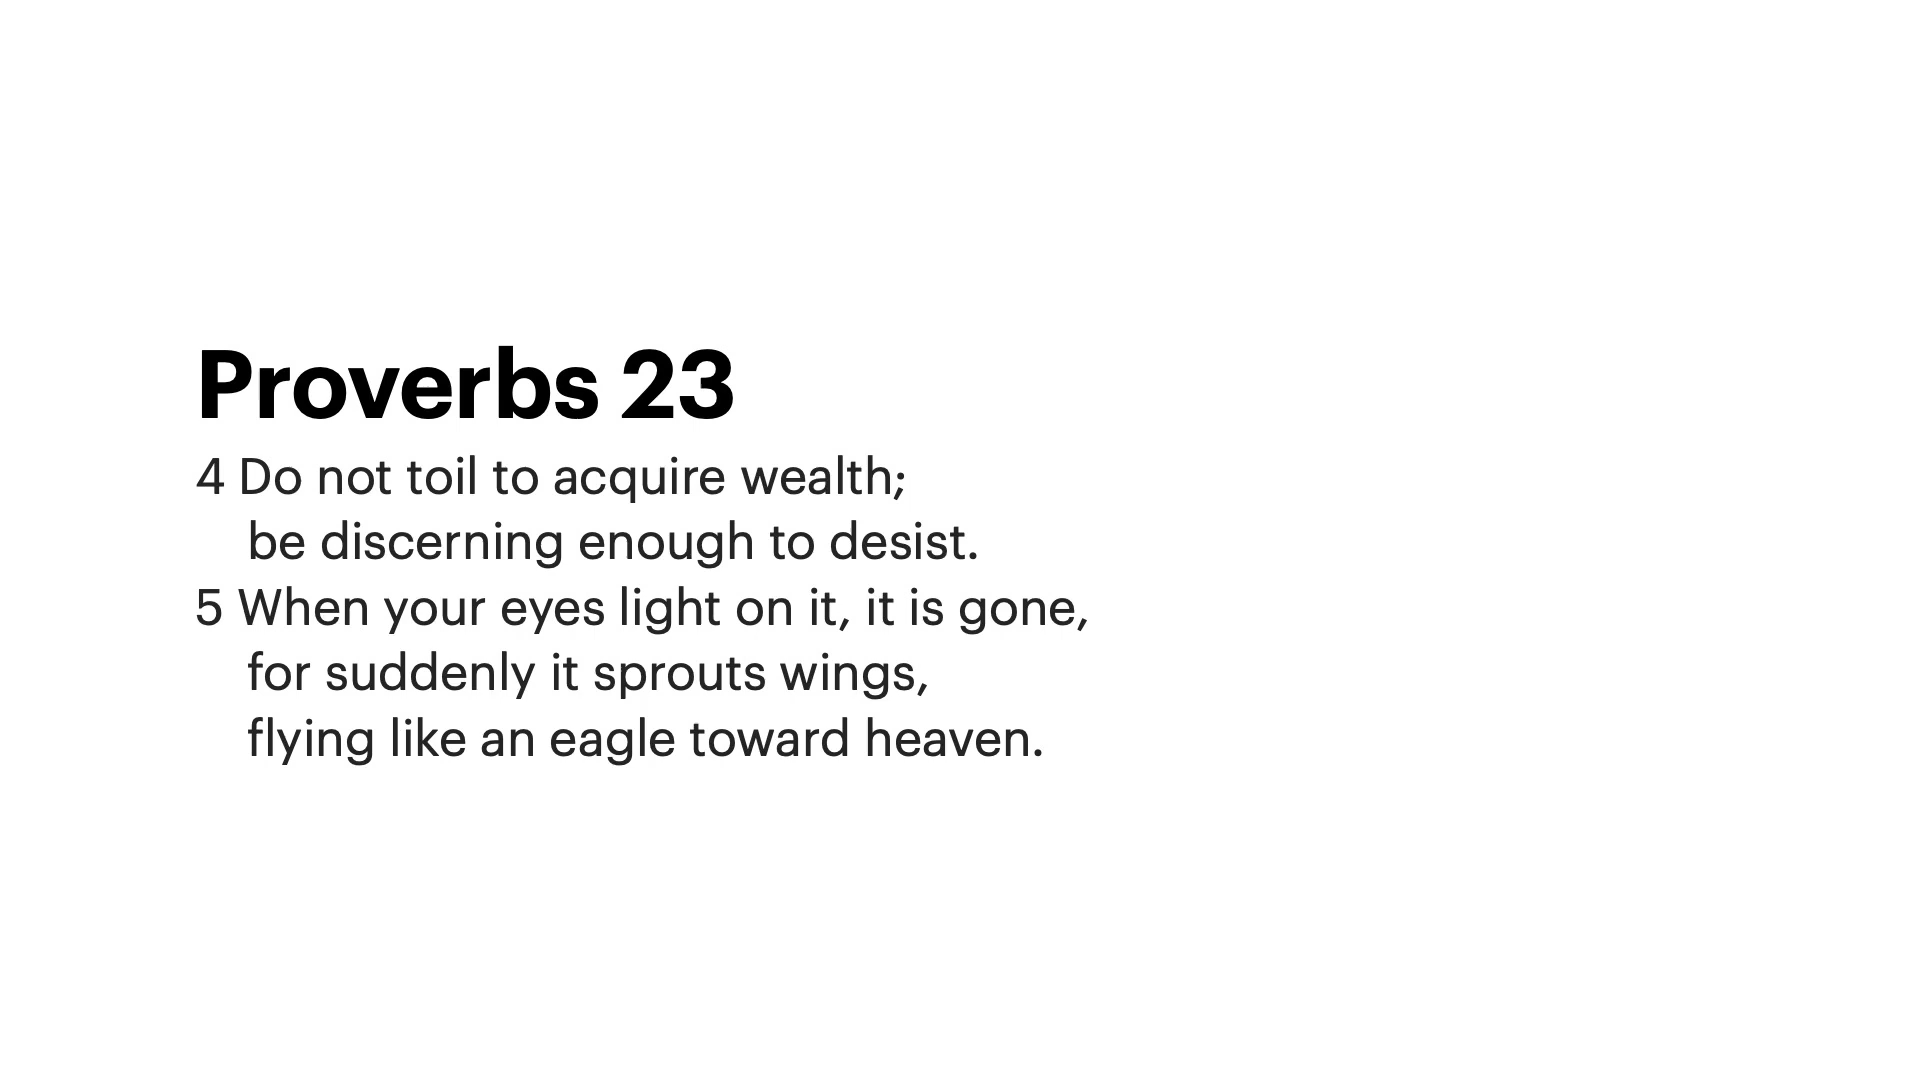 Proverbs 23
4 Do not toil to acquire wealth;
be discerning enough to desist.
5 When your eyes light on it, it is gone,
for suddenly it sprouts wings,
flying like an eagle toward heaven.